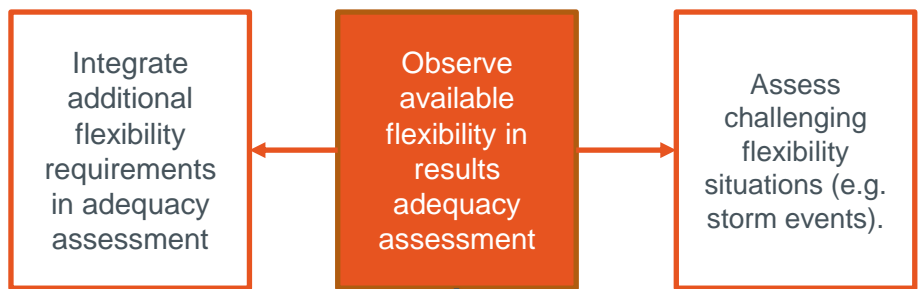 Integrate
additional
flexibility
requirements
in adequacy
assessment
Observe
available
flexibility in
results
adequacy
assessment
Assess
challenging
flexibility
situations (e.g.
storm events).